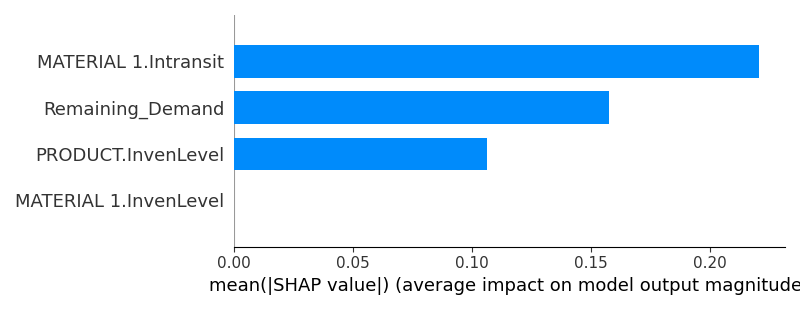 MATERIAL 1.Intransit
Remaining_Demand
PRODUCT.InvenLevel
MATERIAL 1.InvenLevel
0.00 0.05 0.10 0.15 0.20
mean(|SHAP value|) (average impact on model output magnitude